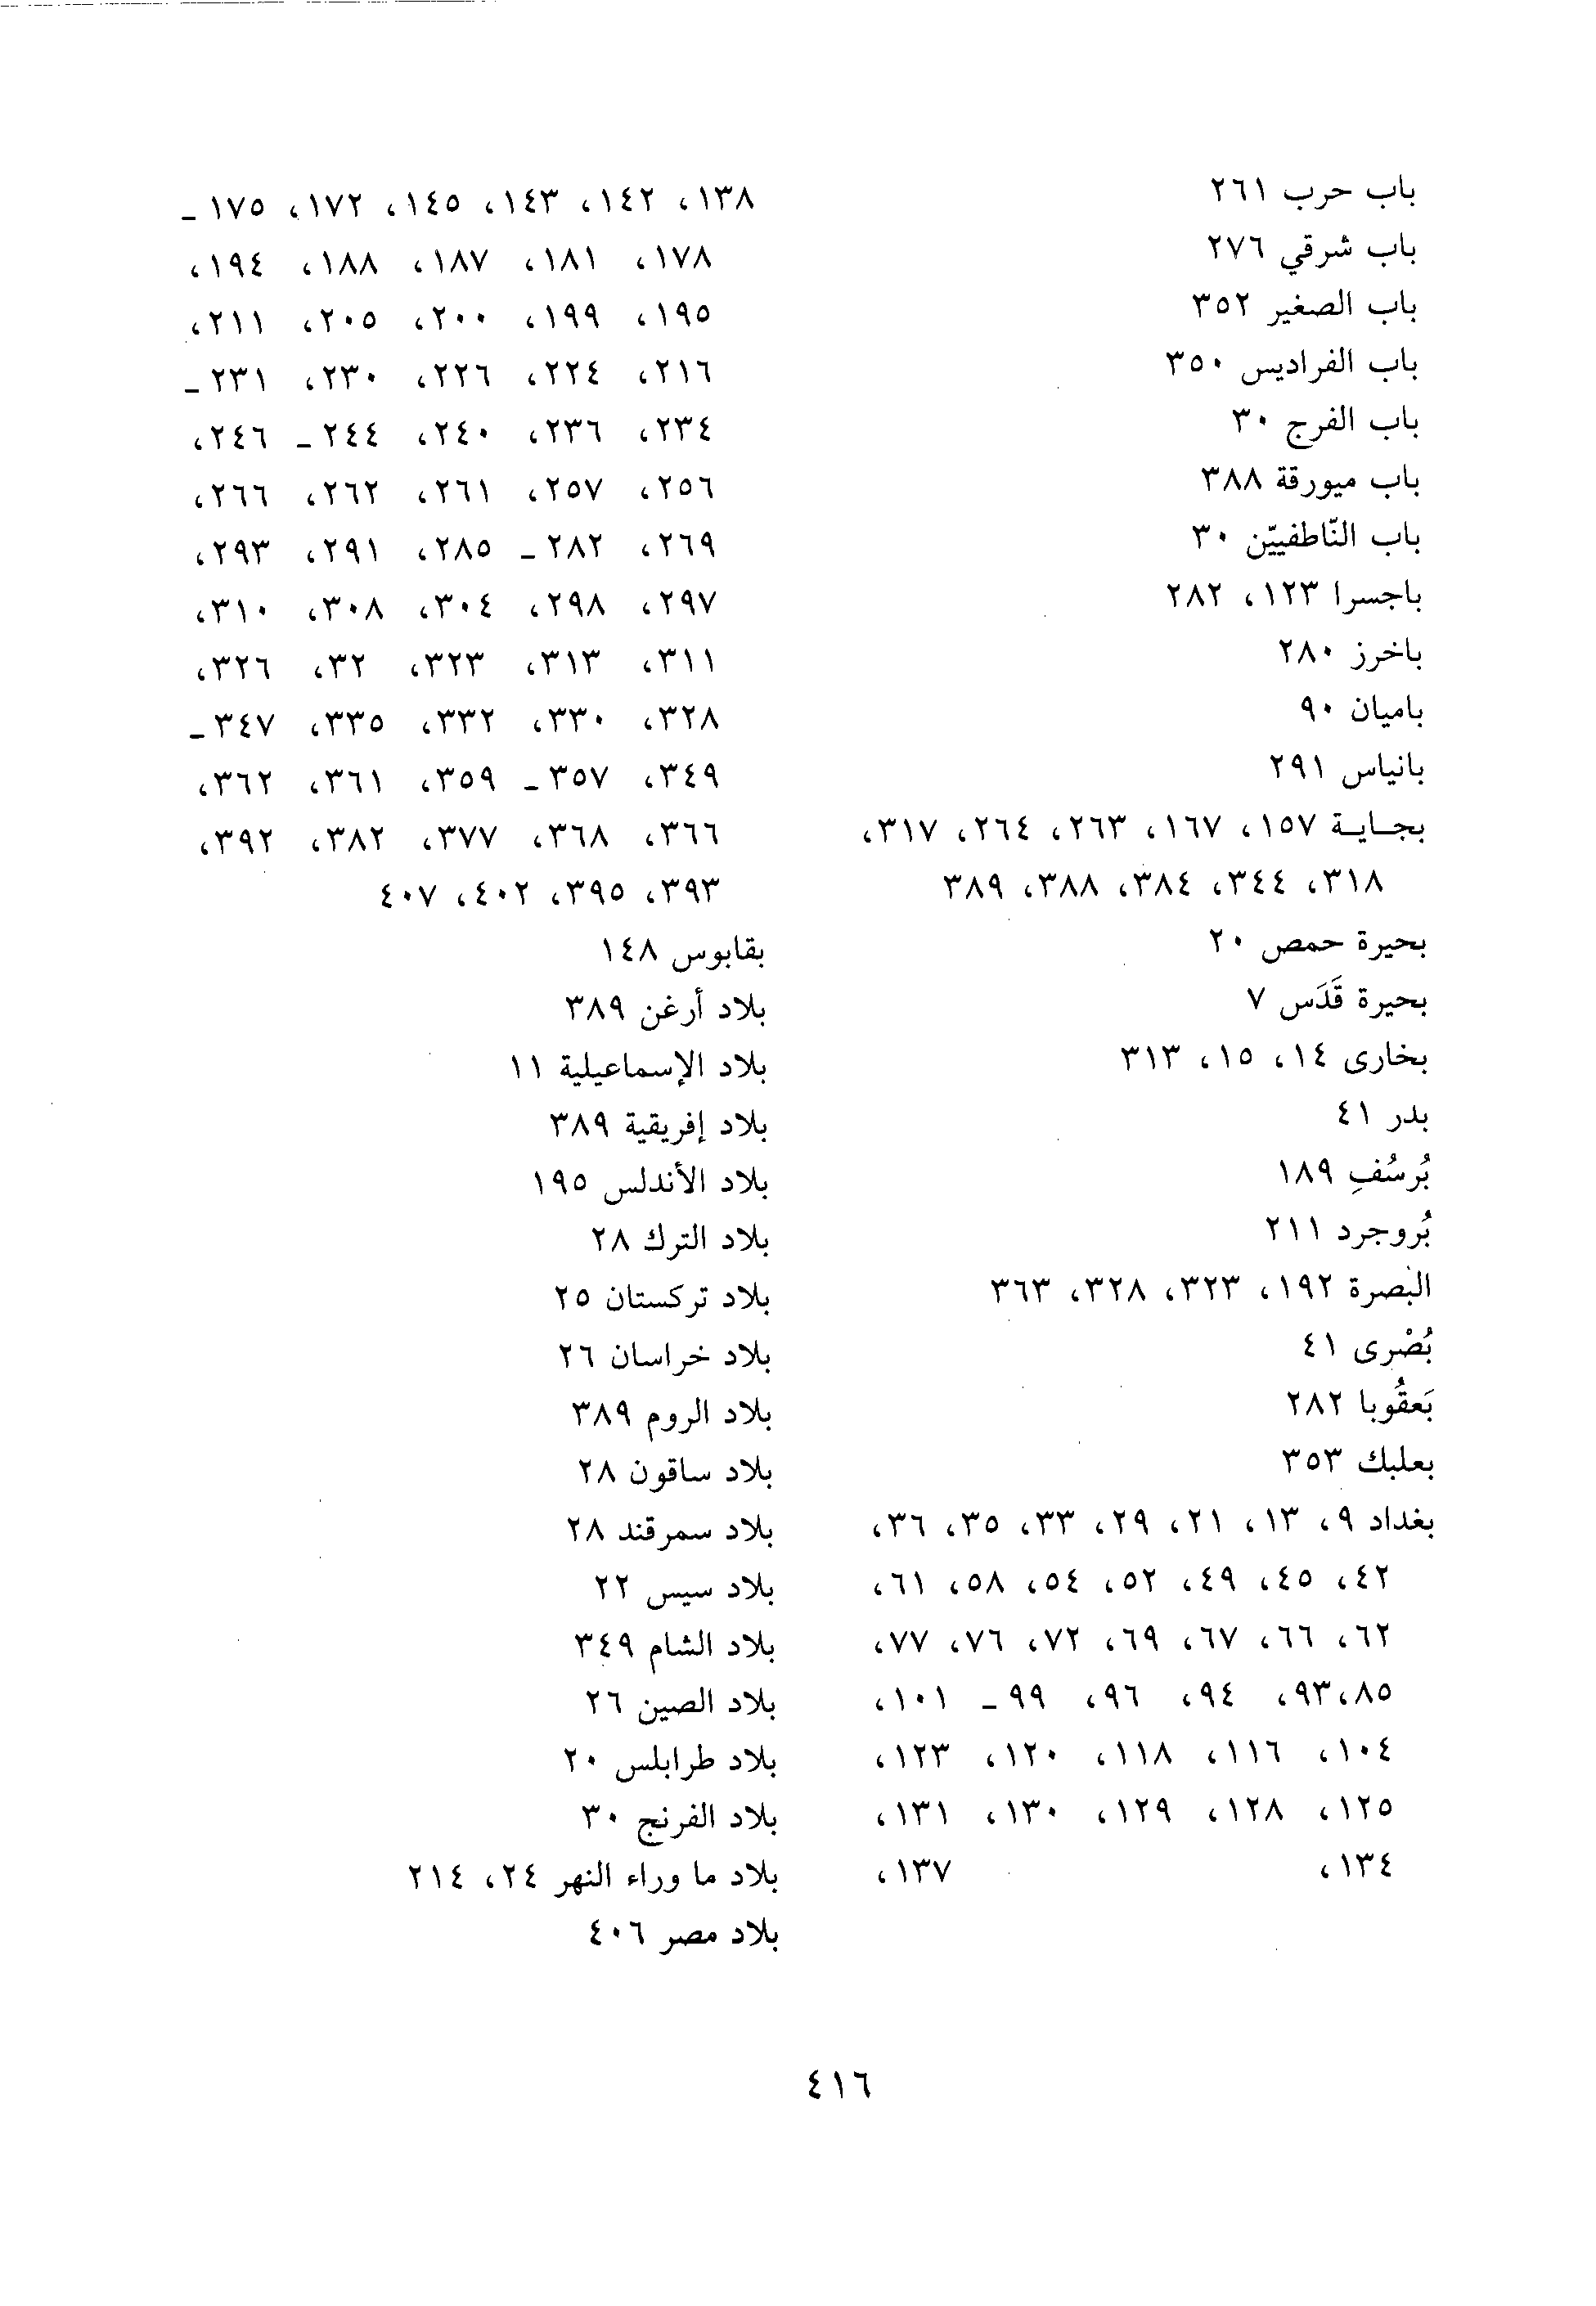 باب حرب ٢٦١
باب شرقي ٢٧٦
باب الصغير ٣٥٢
باب الفراديس ٣٥٠
باب الفرج ٣٠
باب ميورقة ٣٨٨
باب النّاطفييّن ٣٠
باجسرا ١٢٣، ٢٨٢
باخرز ٢٨٠
باميان ٩٠
بانياس ٢٩١
بجـايـة ١٥٧، ١٦٧، ٢٦٣، ٢٦٤، ٣١٧،
٣١٨، ٣٤٤، ٣٨٤، ٣٨٨، ٣٨٩
بحيرة حمص ٢٠
بحيرة قَدَس ٧
بخارى ١٤، ١٥، ٣١٣
بدر ٤١
بُرسُفِ ١٨٩
بُروجرد ٢١١
البصرة ١٩٢، ٣٢٣، ٣٢٨، ٣٦٣
بُصْرى ٤١
بَعقُوبا ٢٨٢
بعلبك ٣٥٣
بغداد ٩، ١٣، ٢١، ٢٩، ٣٣، ٣٥، ٣٦،
٤٢، ٤٥، ٤٩، ٥٢، ٥٤، ٥٨، ٦١،
٦٢، ٦٦، ٦٧، ٦٩، ٧٢، ٧٦، ٧٧،
٨٥،٩٣، ٩٤، ٩٦، ٩٩ـ ١٠١،
١٠٤، ١١٦، ١١٨، ١٢٠، ١٢٣،
١٢٥، ١٢٨، ١٢٩، ١٣٠، ١٣١،
١٣٤، ١٣٧،
١٣٨، ١٤٢، ١٤٣، ١٤٥، ١٧٢، ١٧٥ـ
١٧٨، ١٨١، ١٨٧، ١٨٨، ١٩٤،
١٩٥، ١٩٩، ٢٠٠، ٢٠٥، ٢١١،
٢١٦، ٢٢٤، ٢٢٦، ٢٣٠، ٢٣١ـ
٢٣٤، ٢٣٦، ٢٤٠، ٢٤٤ـ ٢٤٦،
٢٥٦، ٢٥٧، ٢٦١، ٢٦٢، ٢٦٦،
٢٦٩، ٢٨٢ـ ٢٨٥، ٢٩١، ٢٩٣،
٢٩٧، ٢٩٨، ٣٠٤، ٣٠٨، ٣١٠،
٣١١، ٣١٣، ٣٢٣، ٣٢، ٣٢٦،
٣٢٨، ٣٣٠، ٣٣٢، ٣٣٥، ٣٤٧ـ
٣٤٩، ٣٥٧ـ ٣٥٩، ٣٦١، ٣٦٢،
٣٦٦، ٣٦٨، ٣٧٧، ٣٨٢، ٣٩٢،
٣٩٣، ٣٩٥، ٤٠٢، ٤٠٧
بقابوس ١٤٨
بلاد أرغن ٣٨٩
بلاد الإسماعيلية ١١
بلاد إفريقية ٣٨٩
بلاد الأندلس ١٩٥
بلاد الترك ٢٨
بلاد تركستان ٢٥
بلاد خراسان ٢٦
بلاد الروم ٣٨٩
بلاد ساقون ٢٨
بلاد سمرقند ٢٨
بلاد سيس ٢٢
بلاد الشام ٣٤٩
بلاد الصين ٢٦
بلاد طرابلس ٢٠
بلاد الفرنج ٣٠
بلاد ما وراء النهر ٢٤، ٢١٤
بلاد مصر ٤٠٦
٤١٦